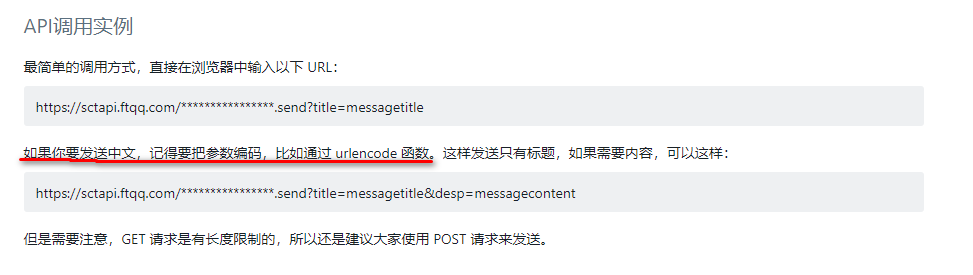 API调用实例
最简单的调用方式，直接在浏览器中输入以下 URL：
https://sctapi.ftqq.com/****************.send?title=messagetitle
如果你要发送中文，记得要把参数编码，比如通过 urlencode 函数。这样发送只有标题，如果需要内容，可以这样：
https://sctapi.ftqq.com/****************.send?title=messagetitle&desp=messagecontent
但是需要注意，GET 请求是有长度限制的，所以还是建议大家使用 POST 请求来发送。